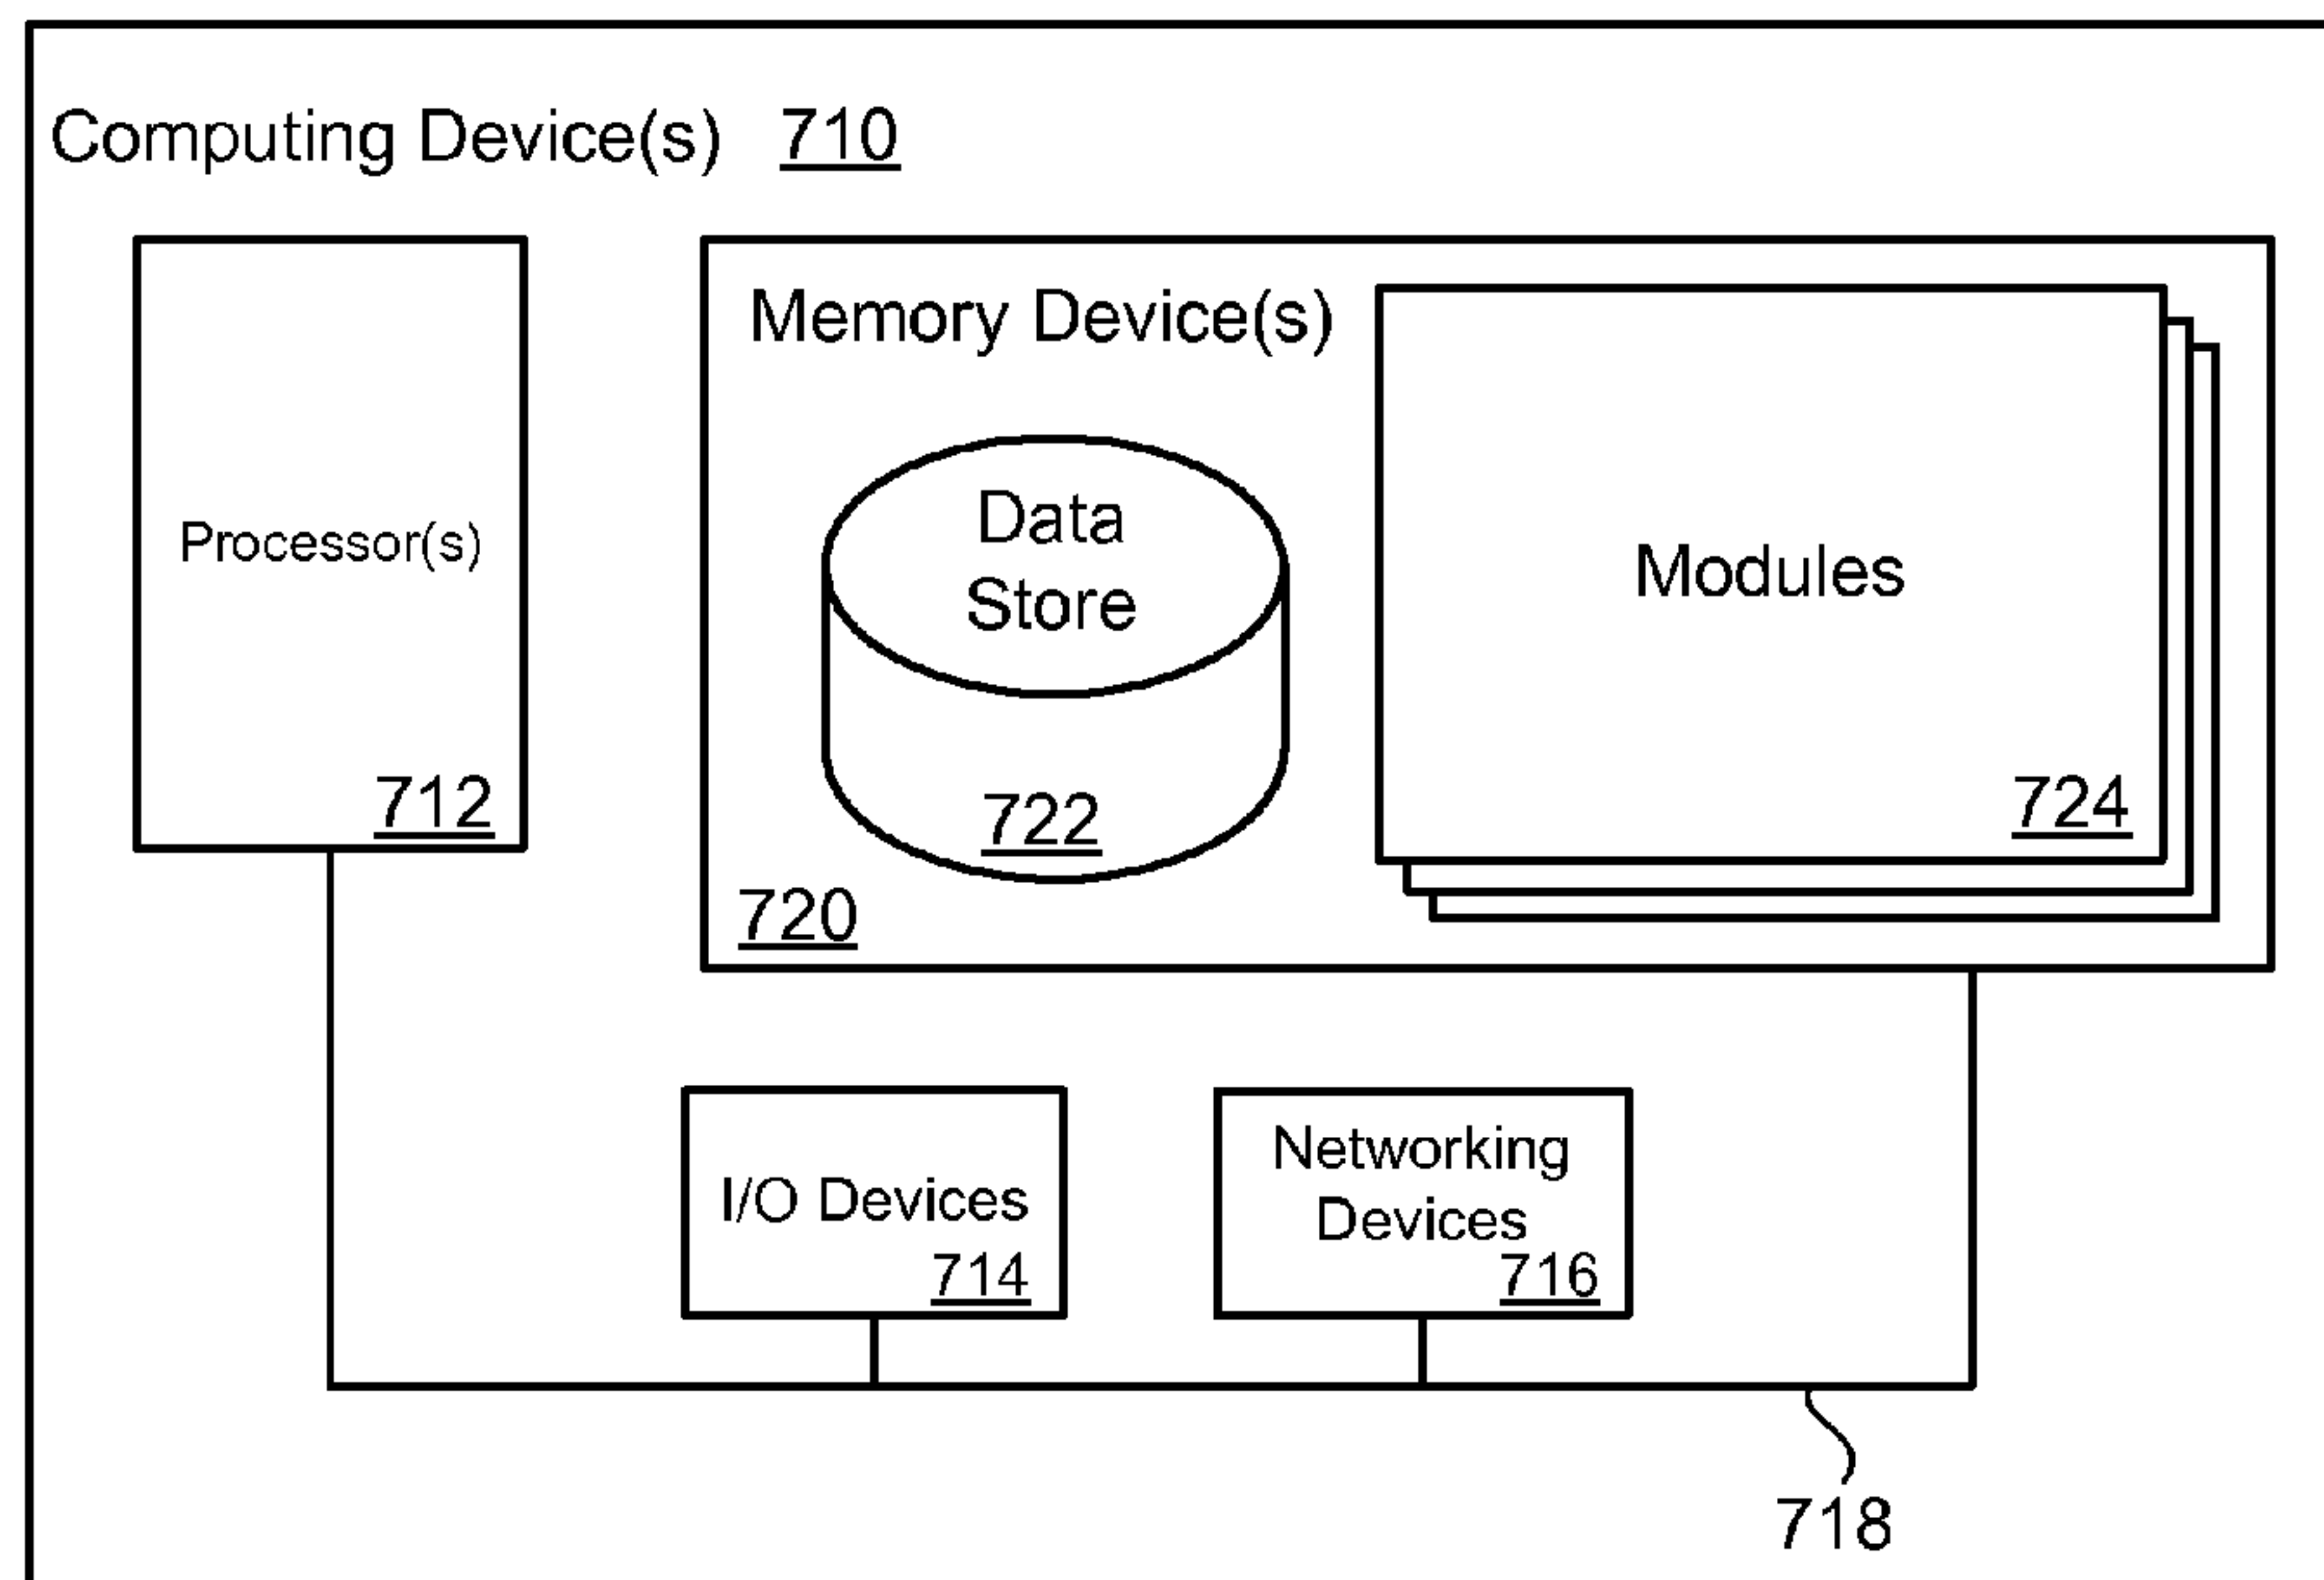 Computing Device(s) 710
Processor(s)
712
Memory Device(s)
Data
Store
722
720
Modules
724
I/O Devices
714
Networking
Devices
716
718